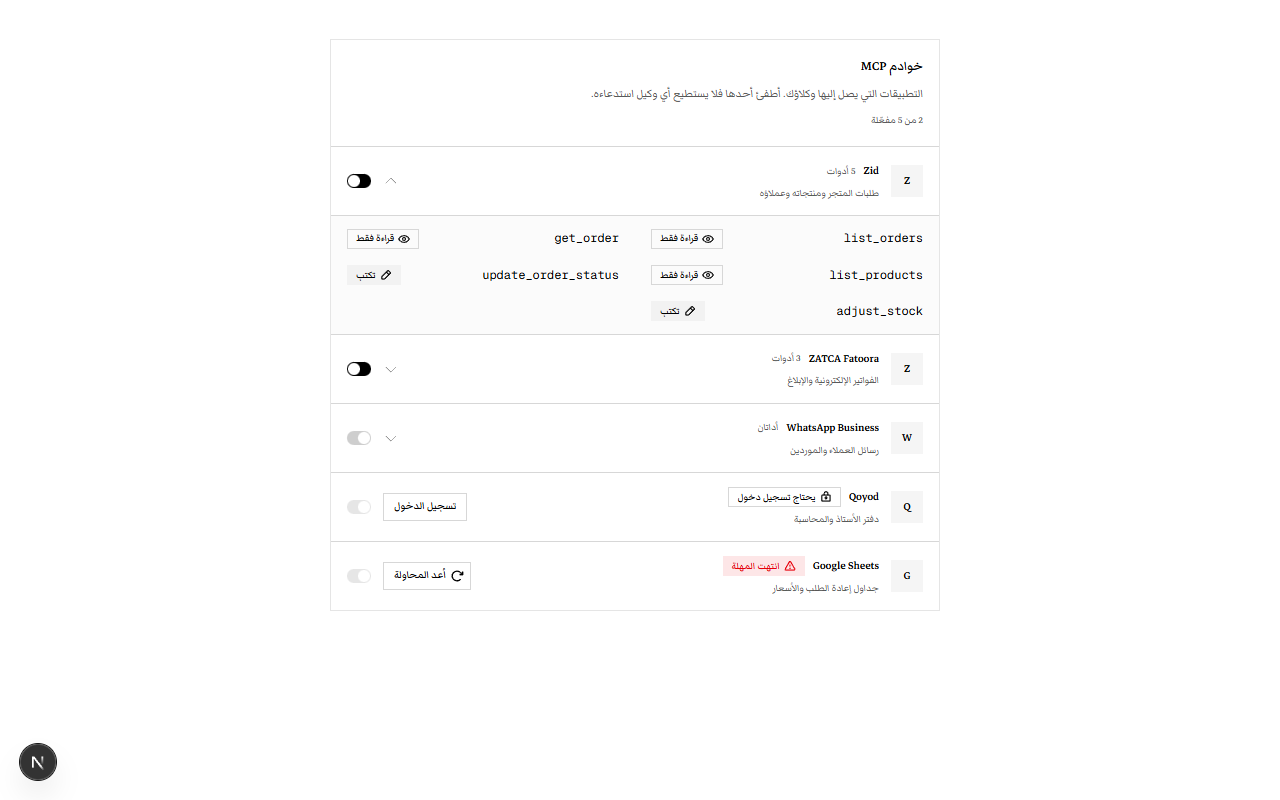 خوادم MCP
التطبيقات التي يصل إليها وكلاؤك. أطفئ أحدها فلا يستطيع أي وكيل استدعاءه.
2 من 5 مفعّلة
Z
Zid 5 أدوات
طلبات المتجر ومنتجاته وعملاؤه
list_orders قراءة فقط get_order قراءة فقط
list_products قراءة فقط update_order_status تكتب
adjust_stock تكتب
Z
ZATCA Fatoora 3 أدوات
الفواتير الإلكترونية والإبلاغ
W
WhatsApp Business أداتان
رسائل العملاء والموردين
Q
Qoyod يحتاج تسجيل دخول
دفتر الأستاذ والمحاسبة
تسجيل الدخول
G
Google Sheets انتهت المهلة
جداول إعادة الطلب والأسعار
أعد المحاولة
N